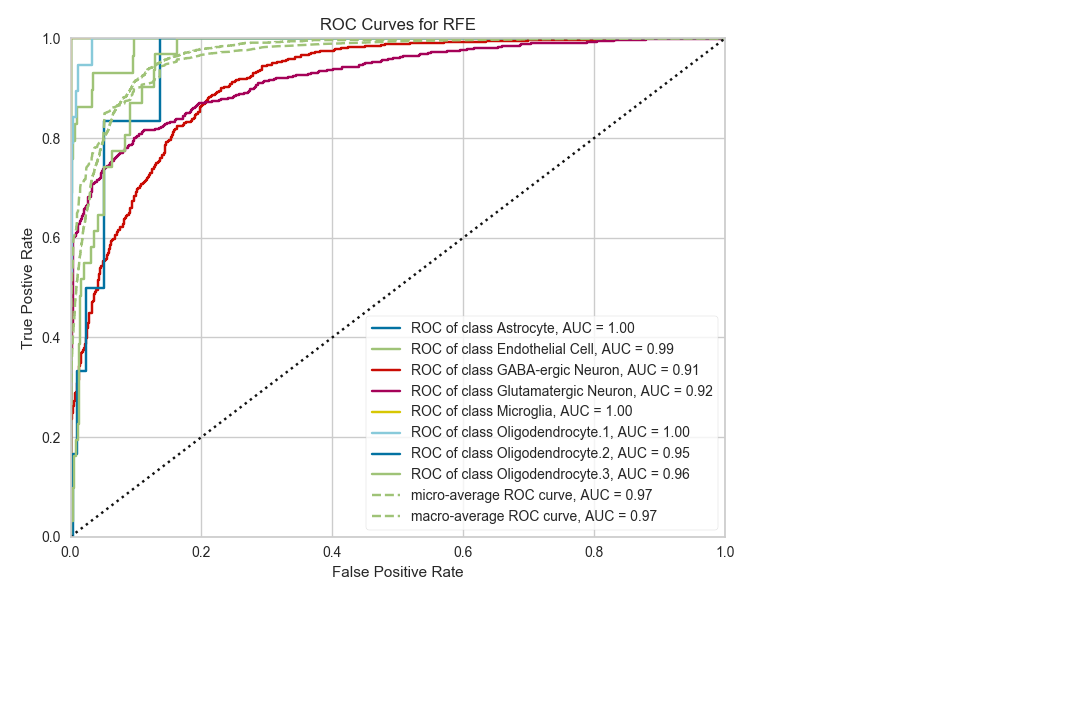 ROC Curves for RFE
1.0
0.8
0.6
0.4
0.2
0.0
True Postive Rate
ROC of class Astrocyte, AUC = 1.00
ROC of class Endothelial Cell, AUC = 0.99
ROC of class GABA-ergic Neuron, AUC = 0.91
ROC of class Glutamatergic Neuron, AUC = 0.92
ROC of class Microglia, AUC = 1.00
ROC of class Oligodendrocyte.1, AUC = 1.00
ROC of class Oligodendrocyte.2, AUC = 0.95
ROC of class Oligodendrocyte.3, AUC = 0.96
micro-average ROC curve, AUC = 0.97
macro-average ROC curve, AUC = 0.97
0.0 0.2 0.4 0.6 0.8 1.0
False Positive Rate